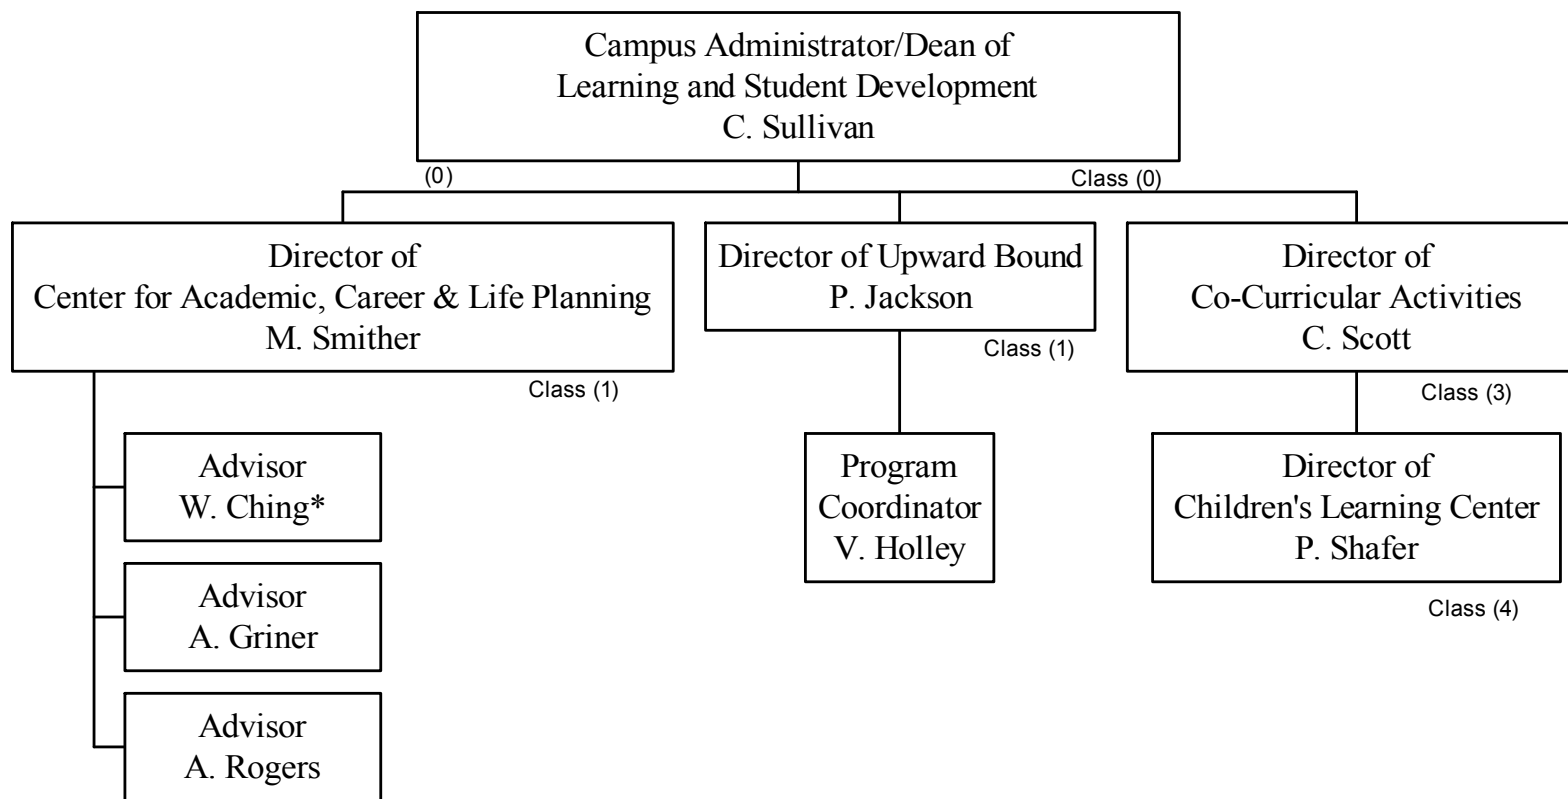 Campus Administrator/Dean of
Learning and Student Development
C. Sullivan
(0)
Class (0)
Director of
Center for Academic, Career & Life Planning
M. Smither
Class (1)
Director of Upward Bound
P. Jackson
Class (1)
Director of
Co-Curricular Activities
C. Scott
Class (3)
Advisor
W. Ching*
Advisor
A. Griner
Advisor
A. Rogers
Program
Coordinator
V. Holley
Director of
Children's Learning Center
P. Shafer
Class (4)